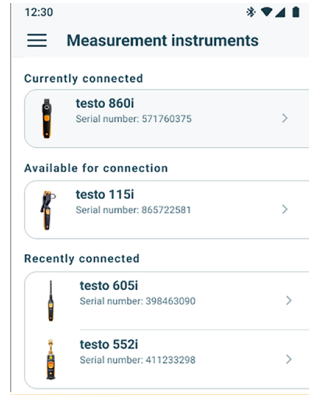 12:30
Measurement instruments
Currently connected
testo 860i
Serial number: 571760375
Available for connection
testo 115i
Serial number: 865722581
Recently connected
testo 605i
Serial number: 398463090
testo 552i
Serial number: 411233298